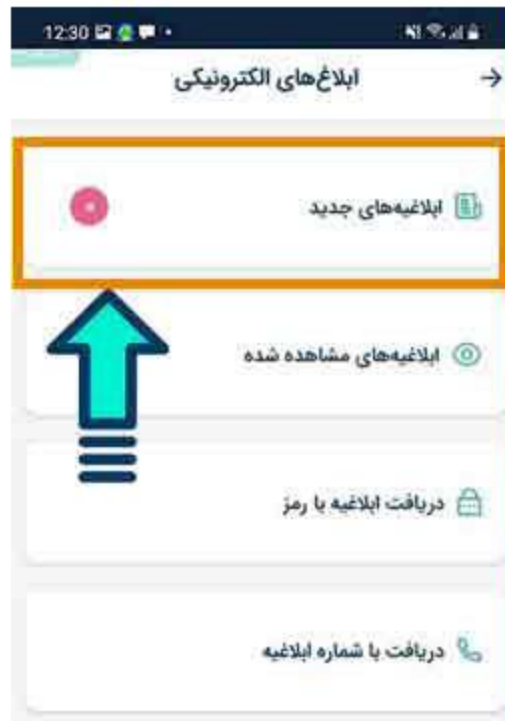 12:30
ابلاغ‌های الکترونیکی
ابلاغیه‌های جدید
۰
ابلاغیه‌های مشاهده شده
دریافت ابلاغیه با رمز
دریافت با شماره ابلاغیه